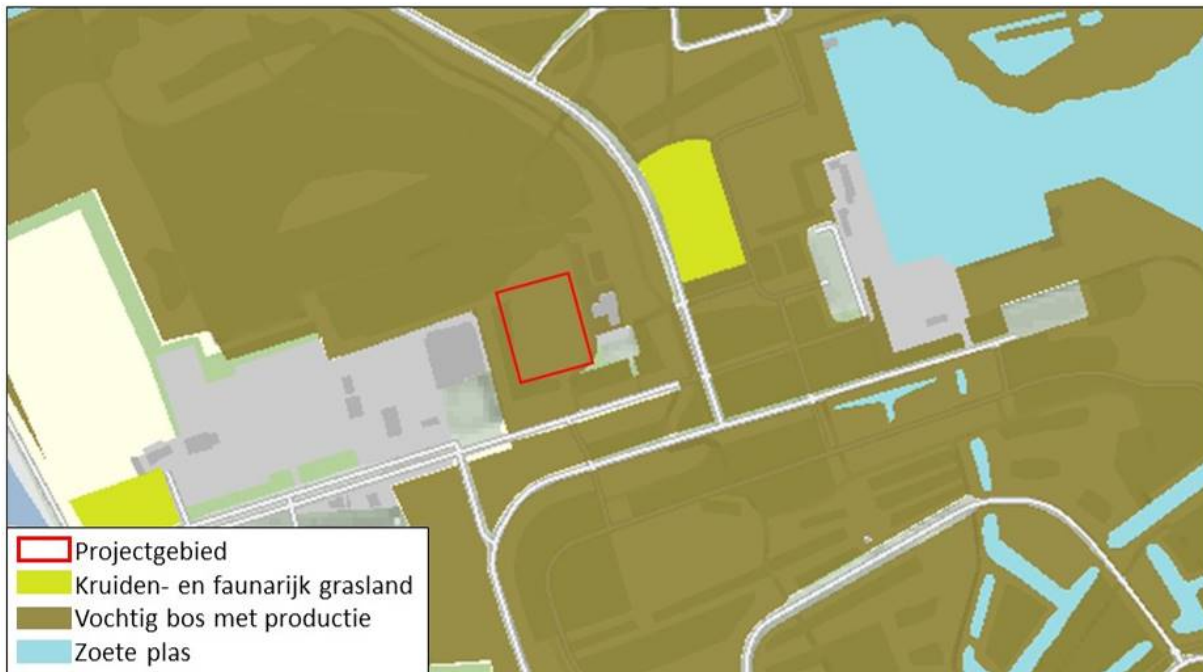 Projectgebied
Kruiden- en faunarijk grasland
Vochtig bos met productie
Zoete plas